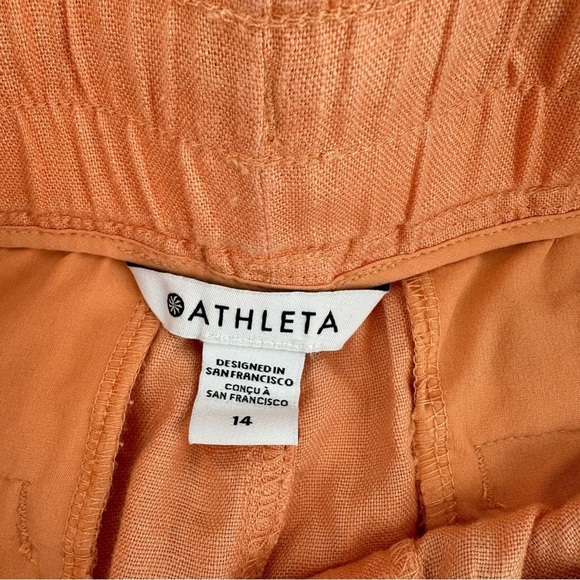 ATHLETA
DESIGNED IN
SAN FRANCISCO
CONÇU À
SAN FRANCISCO
14